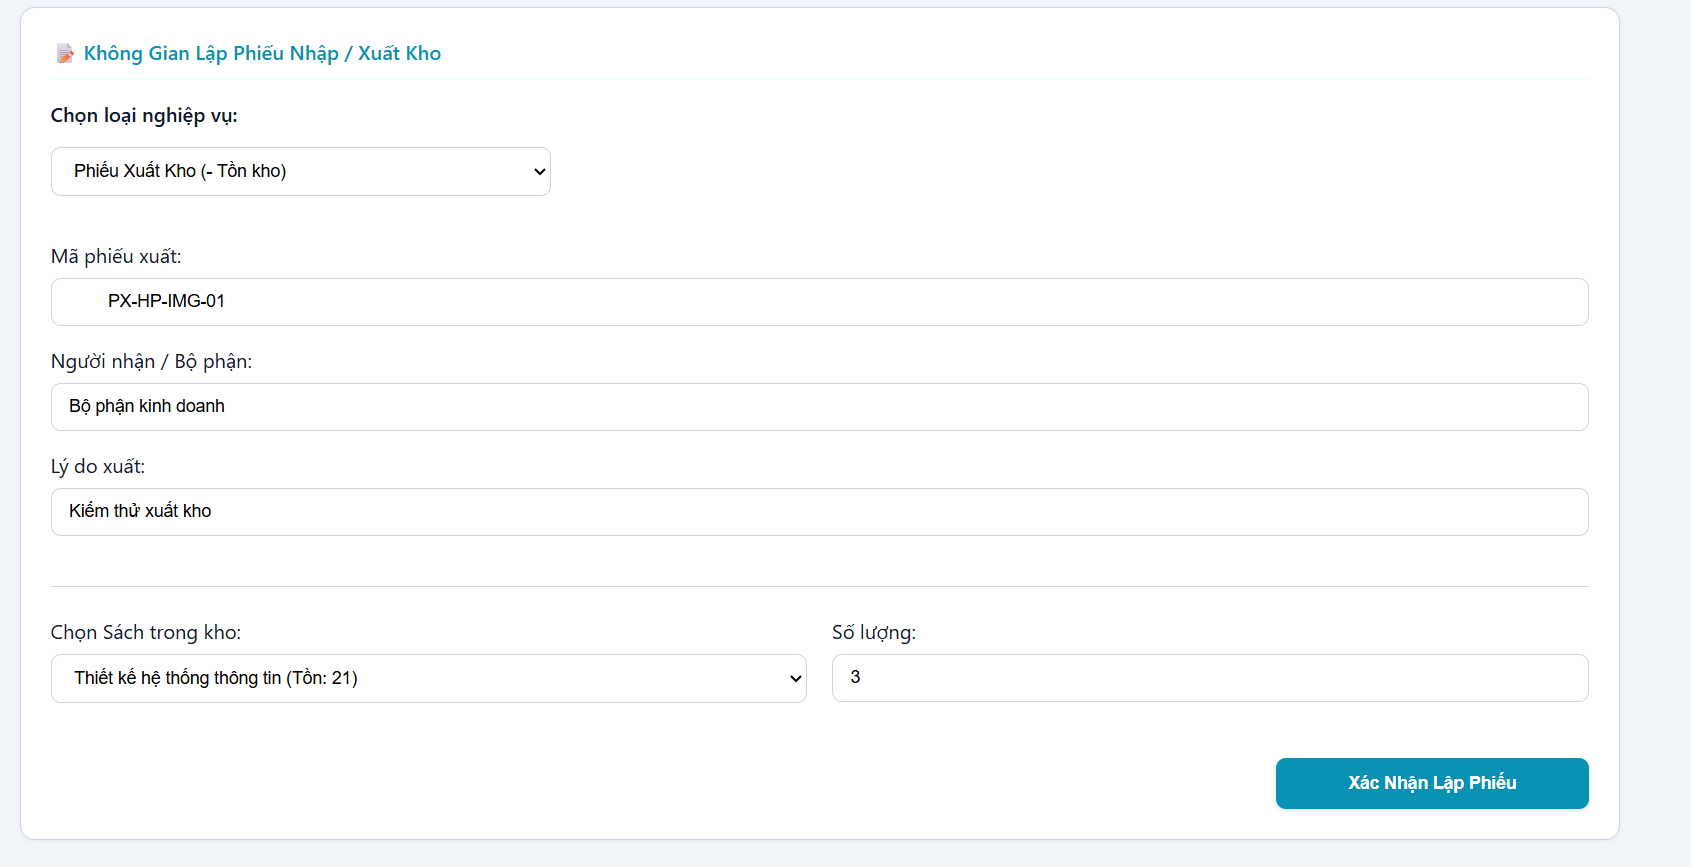 Không Gian Lập Phiếu Nhập / Xuất Kho
Chọn loại nghiệp vụ:
Phiếu Xuất Kho (- Tồn kho)
Mã phiếu xuất:
PX-HP-IMG-01
Người nhận / Bộ phận:
Bộ phận kinh doanh
Lý do xuất:
Kiểm thử xuất kho
Chọn Sách trong kho:
Số lượng:
Thiết kế hệ thống thông tin (Tồn: 21)
3
Xác Nhận Lập Phiếu